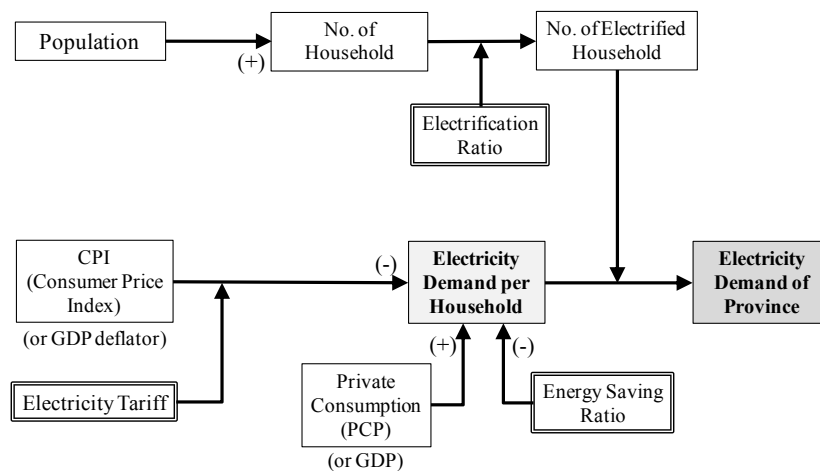 Population
(+)
No. of
Household
No. of Electrified
Household
Electrification
Ratio
CPI
(Consumer Price
Index)
(or GDP deflator)
Electricity Tariff
(-)
Electricity
Demand per
Household
Electricity
Demand of
Province
(+)
(-)
Private
Consumption
(PCP)
(or GDP)
Energy Saving
Ratio